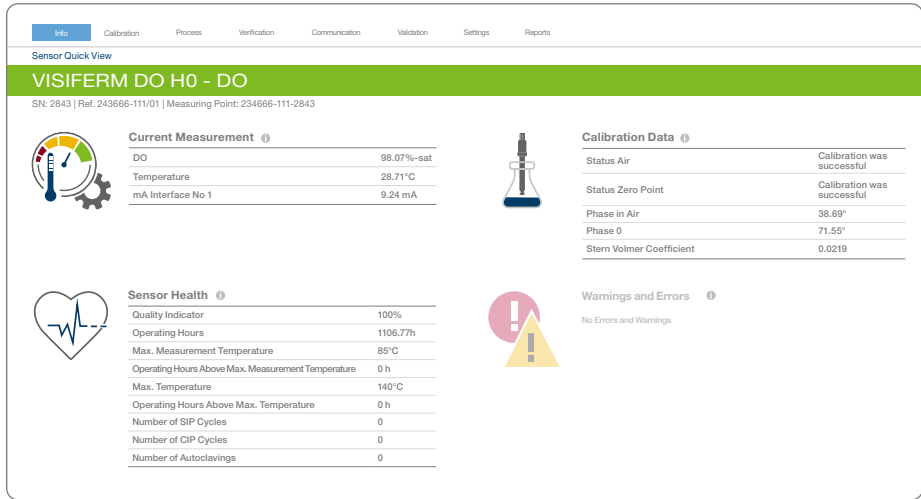 Info Calibration Process Verification Communication Validation Settings Reports
Sensor Quick View
VISIFERM DO H0 - DO
SN: 2843 | Ref. 243666-111/01 | Measuring Point: 234666-111-2843
Current Measurement i
DO 98.07%-sat
Temperature 28.71°C
mA Interface No 1 9.24 mA
Calibration Data i
Status Air Calibration was
successful
Status Zero Point Calibration was
successful
Phase in Air 38.69°
Phase 0 71.55°
Stern Volmer Coefficient 0.0219
Sensor Health i
Quality Indicator 100%
Operating Hours 1106.77h
Max. Measurement Temperature 85°C
Operating Hours Above Max. Measurement Temperature 0 h
Max. Temperature 140°C
Operating Hours Above Max. Temperature 0 h
Number of SIP Cycles 0
Number of CIP Cycles 0
Number of Autoclavings 0
Warnings and Errors i
No Errors and Warnings